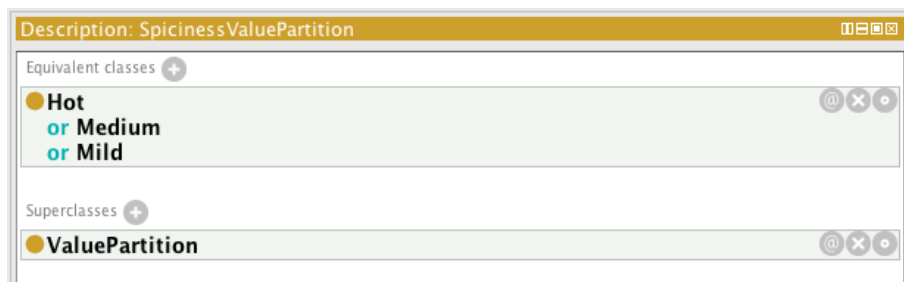 Description: SpicinessValuePartition
Equivalent classes
Hot
or Medium
or Mild
Superclasses
ValuePartition